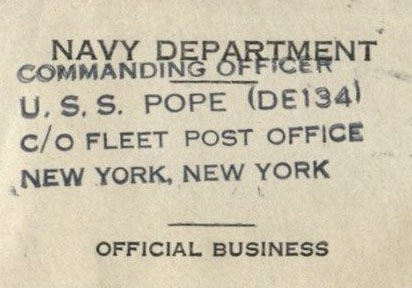 NAVY DEPARTMENT
COMMANDING OFFICER
U. S. S. POPE (DE134)
C/O FLEET POST OFFICE
NEW YORK, NEW YORK
OFFICIAL BUSINESS